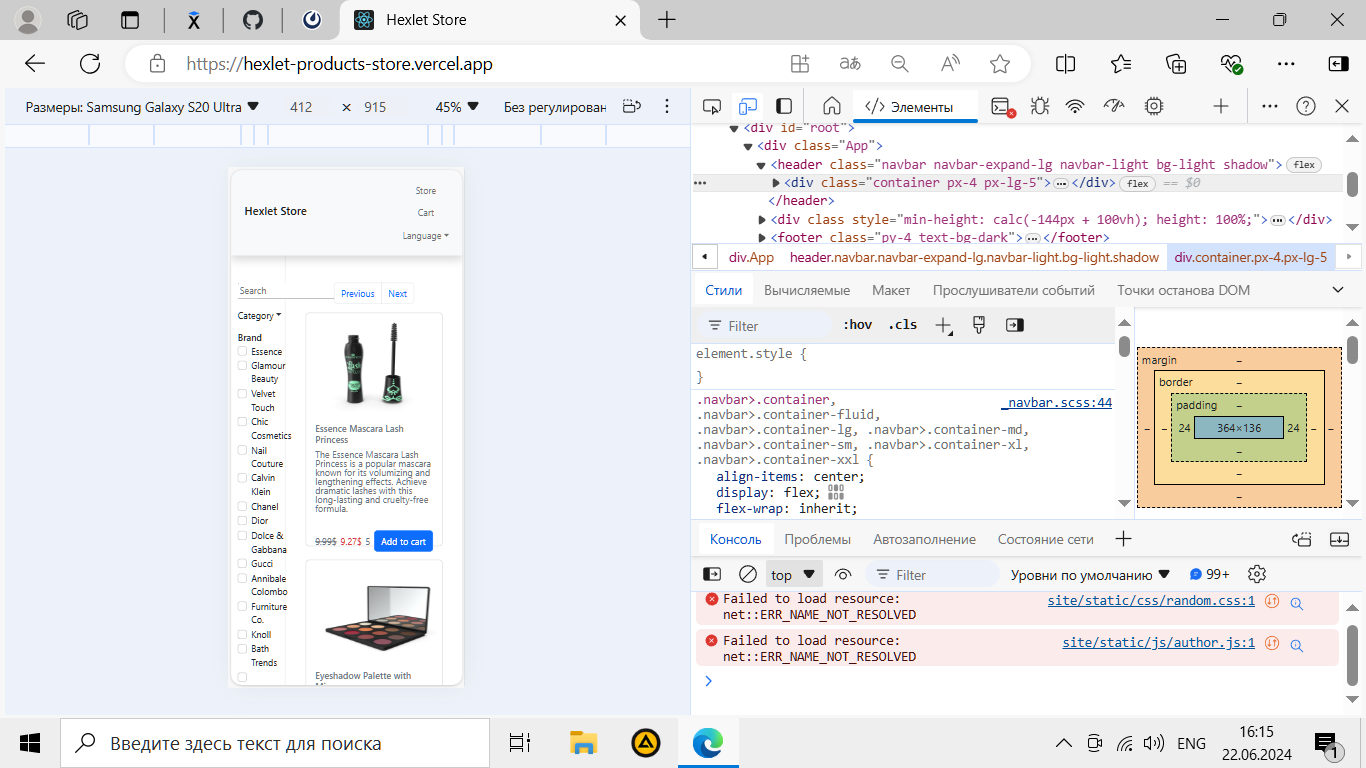 Hexlet Store
https://hexlet-products-store.vercel.app
Размеры: Samsung Galaxy S20 Ultra
412 × 915
45%
Без регулирован
Элементы
<div id="root">
<div class="App">
<header class="navbar navbar-expand-lg navbar-light bg-light shadow"> flex
<div class="container px-4 px-lg-5"> … </div> flex == $0
</header>
<div class style="min-height: calc(-144px + 100vh); height: 100%;"> … </div>
<footer class="py-4 text-bg-dark"> … </footer>
div.App header.navbar.navbar-expand-lg.navbar-light.bg-light.shadow div.container.px-4.px-lg-5
Стили Вычисляемые Макет Прослушиватели событий Точки останова DOM
Filter :hov .cls
element.style {
}
.navbar>.container, _navbar.scss:44
.navbar>.container-fluid,
.navbar>.container-lg, .navbar>.container-md,
.navbar>.container-sm, .navbar>.container-xl,
.navbar>.container-xxl {
align-items: center;
display: flex;
flex-wrap: inherit;
margin –
border –
padding –
– – 24 364×136 24 – –
–
–
–
Консоль Проблемы Автозаполнение Состояние сети
top Filter Уровни по умолчанию 99+
Failed to load resource: site/static/css/random.css:1
net::ERR_NAME_NOT_RESOLVED
Failed to load resource: site/static/js/author.js:1
net::ERR_NAME_NOT_RESOLVED
Store
Hexlet Store
Cart
Language
Search
Previous Next
Category
Brand
Essence
Glamour
Beauty
Velvet
Touch
Chic
Cosmetics
Nail
Couture
Calvin
Klein
Chanel
Dior
Dolce &
Gabbana
Gucci
Annibale
Colombo
Furniture
Co.
Knoll
Bath
Trends
Essence Mascara Lash
Princess
The Essence Mascara Lash
Princess is a popular mascara
known for its volumizing and
lengthening effects. Achieve
dramatic lashes with this
long-lasting and cruelty-free
formula.
9.99$ 9.27$ 5 Add to cart
Eyeshadow Palette with
Введите здесь текст для поиска
ENG
16:15
22.06.2024
1